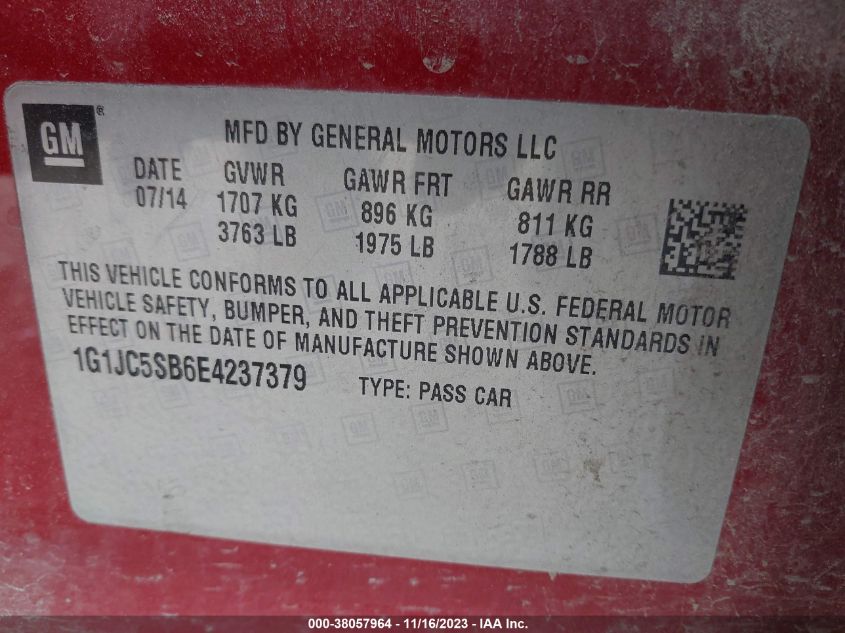 GM®
MFD BY GENERAL MOTORS LLC
DATE GVWR GAWR FRT GAWR RR
07/14 1707 KG 896 KG 811 KG
3763 LB 1975 LB 1788 LB
THIS VEHICLE CONFORMS TO ALL APPLICABLE U.S. FEDERAL MOTOR
VEHICLE SAFETY, BUMPER, AND THEFT PREVENTION STANDARDS IN
EFFECT ON THE DATE OF MANUFACTURE SHOWN ABOVE.
1G1JC5SB6E4237379 TYPE: PASS CAR
000-38057964 - 11/16/2023 - IAA Inc.